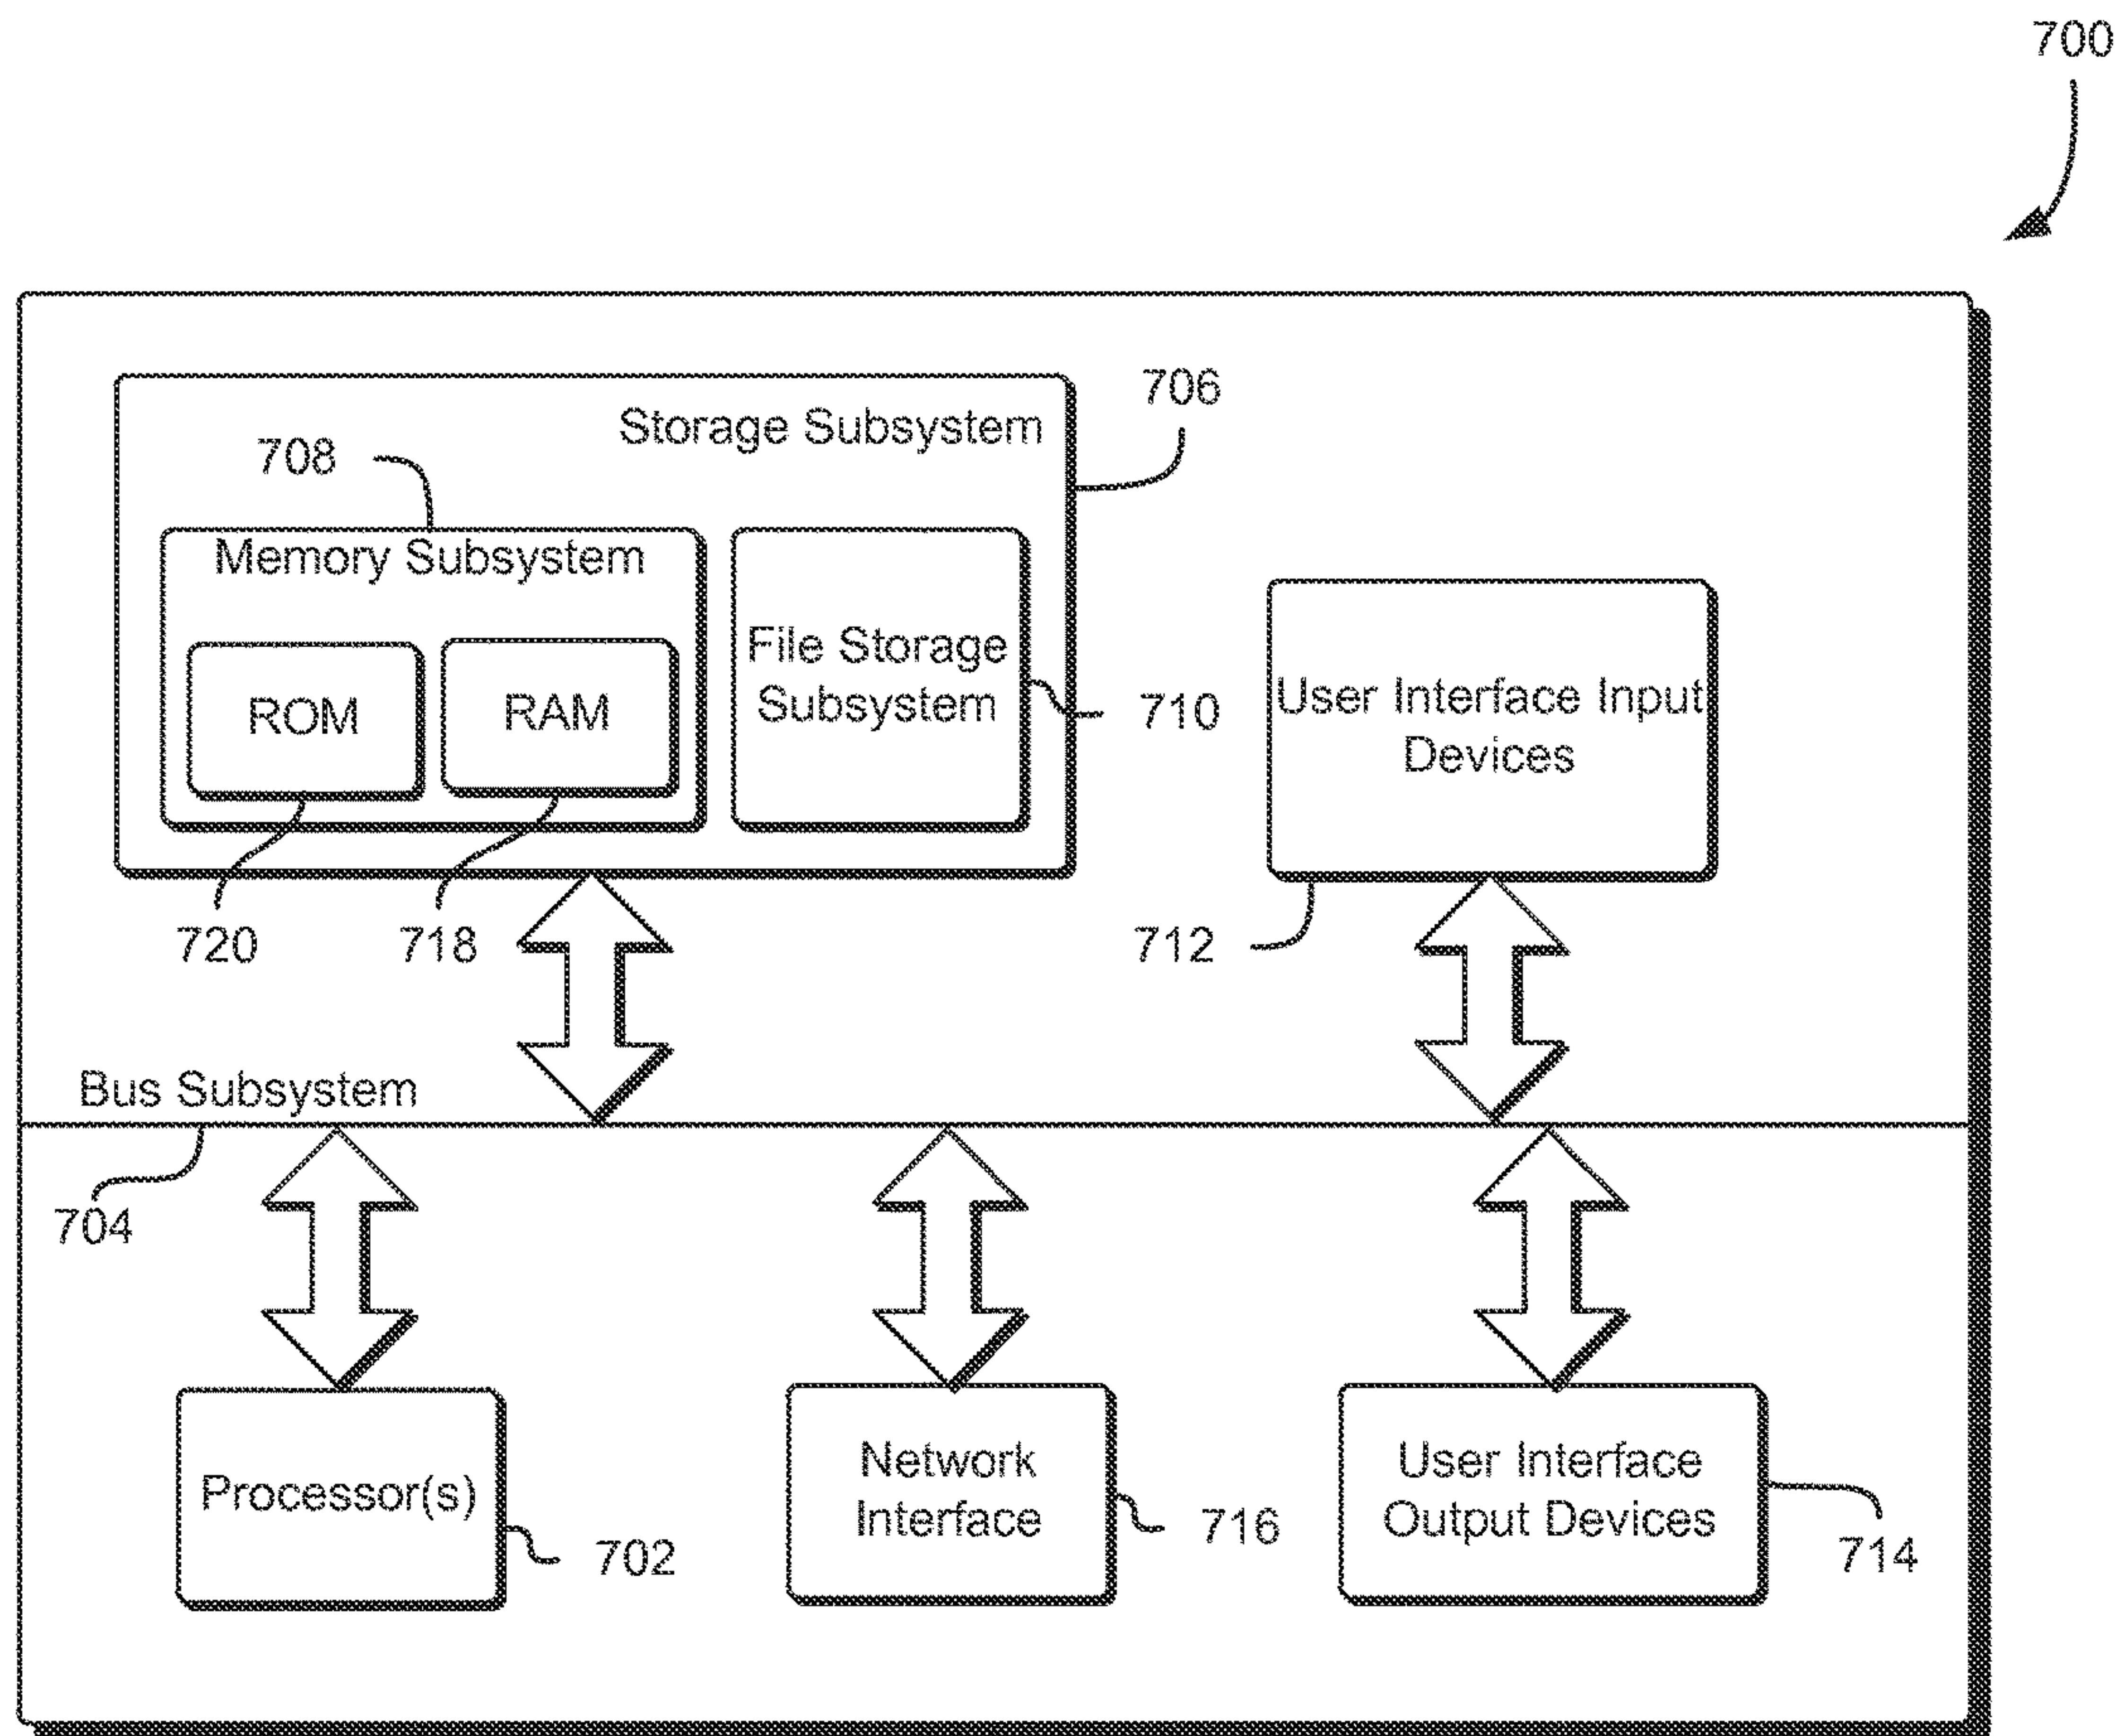 700
706
Storage Subsystem
708
Memory Subsystem
File Storage
Subsystem
ROM
RAM
710
User Interface Input
Devices
720
718
712
Bus Subsystem
704
Processor(s)
702
Network
Interface
716
User Interface
Output Devices
714